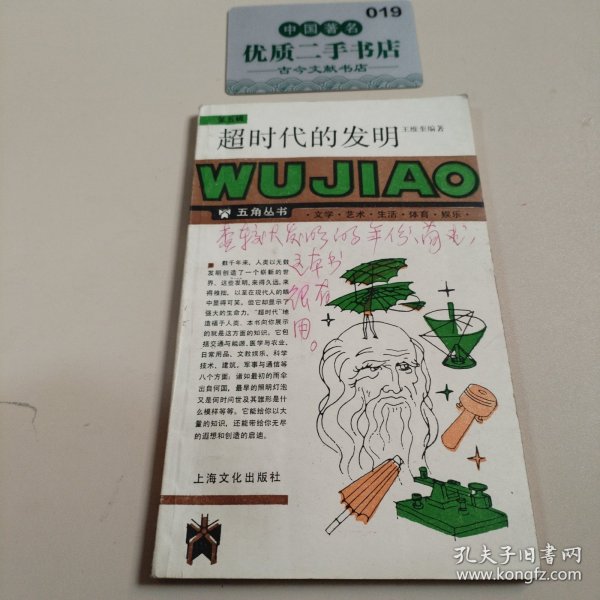 019
中国著名
优质二手书店
古今文献书店
第五辑
超时代的发明
王维奎编著
WUJIAO
五角丛书
·文学·艺术·生活·体育·娱乐·
查较大发明的年份、
这本书
很有
用。
数千年来，人类以无数
发明创造了一个崭新的世
界，这些发明，来得久远，来
得推拙，以至在现代人的眼
中显得可笑，但它却显示了
强大的生命力，“超时代”地
造福于人类。本书向你展示
的就是这方面的知识。它包
括交通与能源、医学与农业、
日常用品、文教娱乐、科学
技术、建筑、军事与通信等
八个方面；诸如最初的雨伞
出自何国，最早的照明灯泡
又是何时问世及其雏形是什
么模样等等。它能给你以大
量的知识，还能带给你无尽
的遐想和创造的启迪。
上海文化出版社
孔夫子旧书网
www.kongfz.com